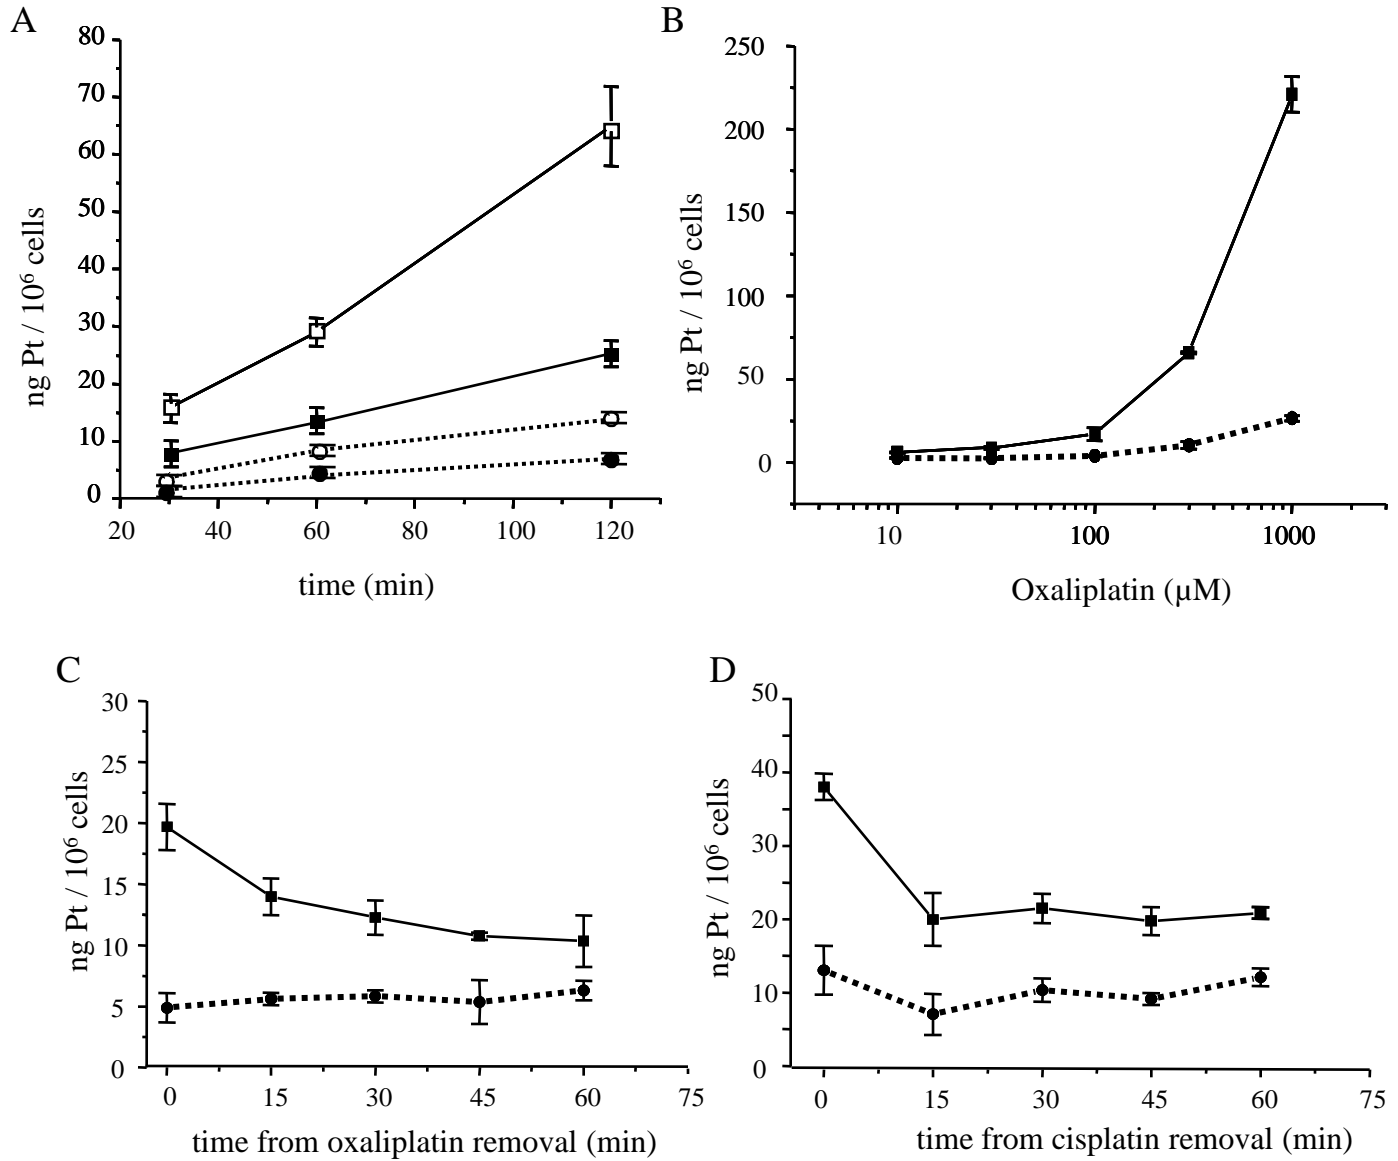 A
80
70
60
50
40
30
20
10
0
ng Pt / 10⁶ cells
20 40 60 80 100 120
time (min)
B
250
200
150
100
50
0
ng Pt / 10⁶ cells
10 100 1000
Oxaliplatin (μM)
C
30
25
20
15
10
5
0
ng Pt / 10⁶ cells
0 15 30 45 60 75
time from oxaliplatin removal (min)
D
50
40
30
20
10
0
ng Pt / 10⁶ cells
0 15 30 45 60 75
time from cisplatin removal (min)